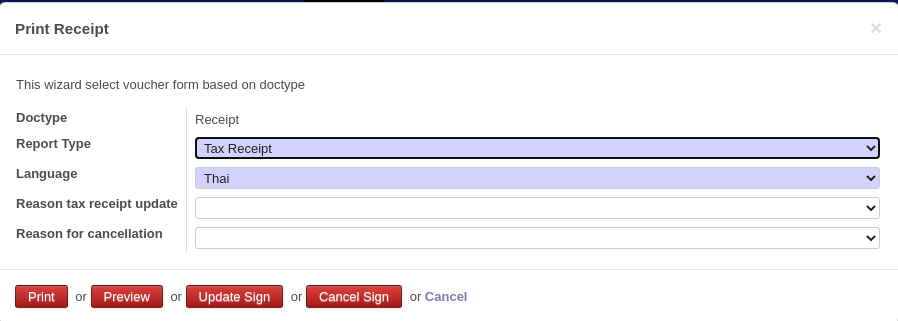 Print Receipt ×
This wizard select voucher form based on doctype
Doctype Receipt
Report Type Tax Receipt
Language Thai
Reason tax receipt update
Reason for cancellation
Print or Preview or Update Sign or Cancel Sign or Cancel